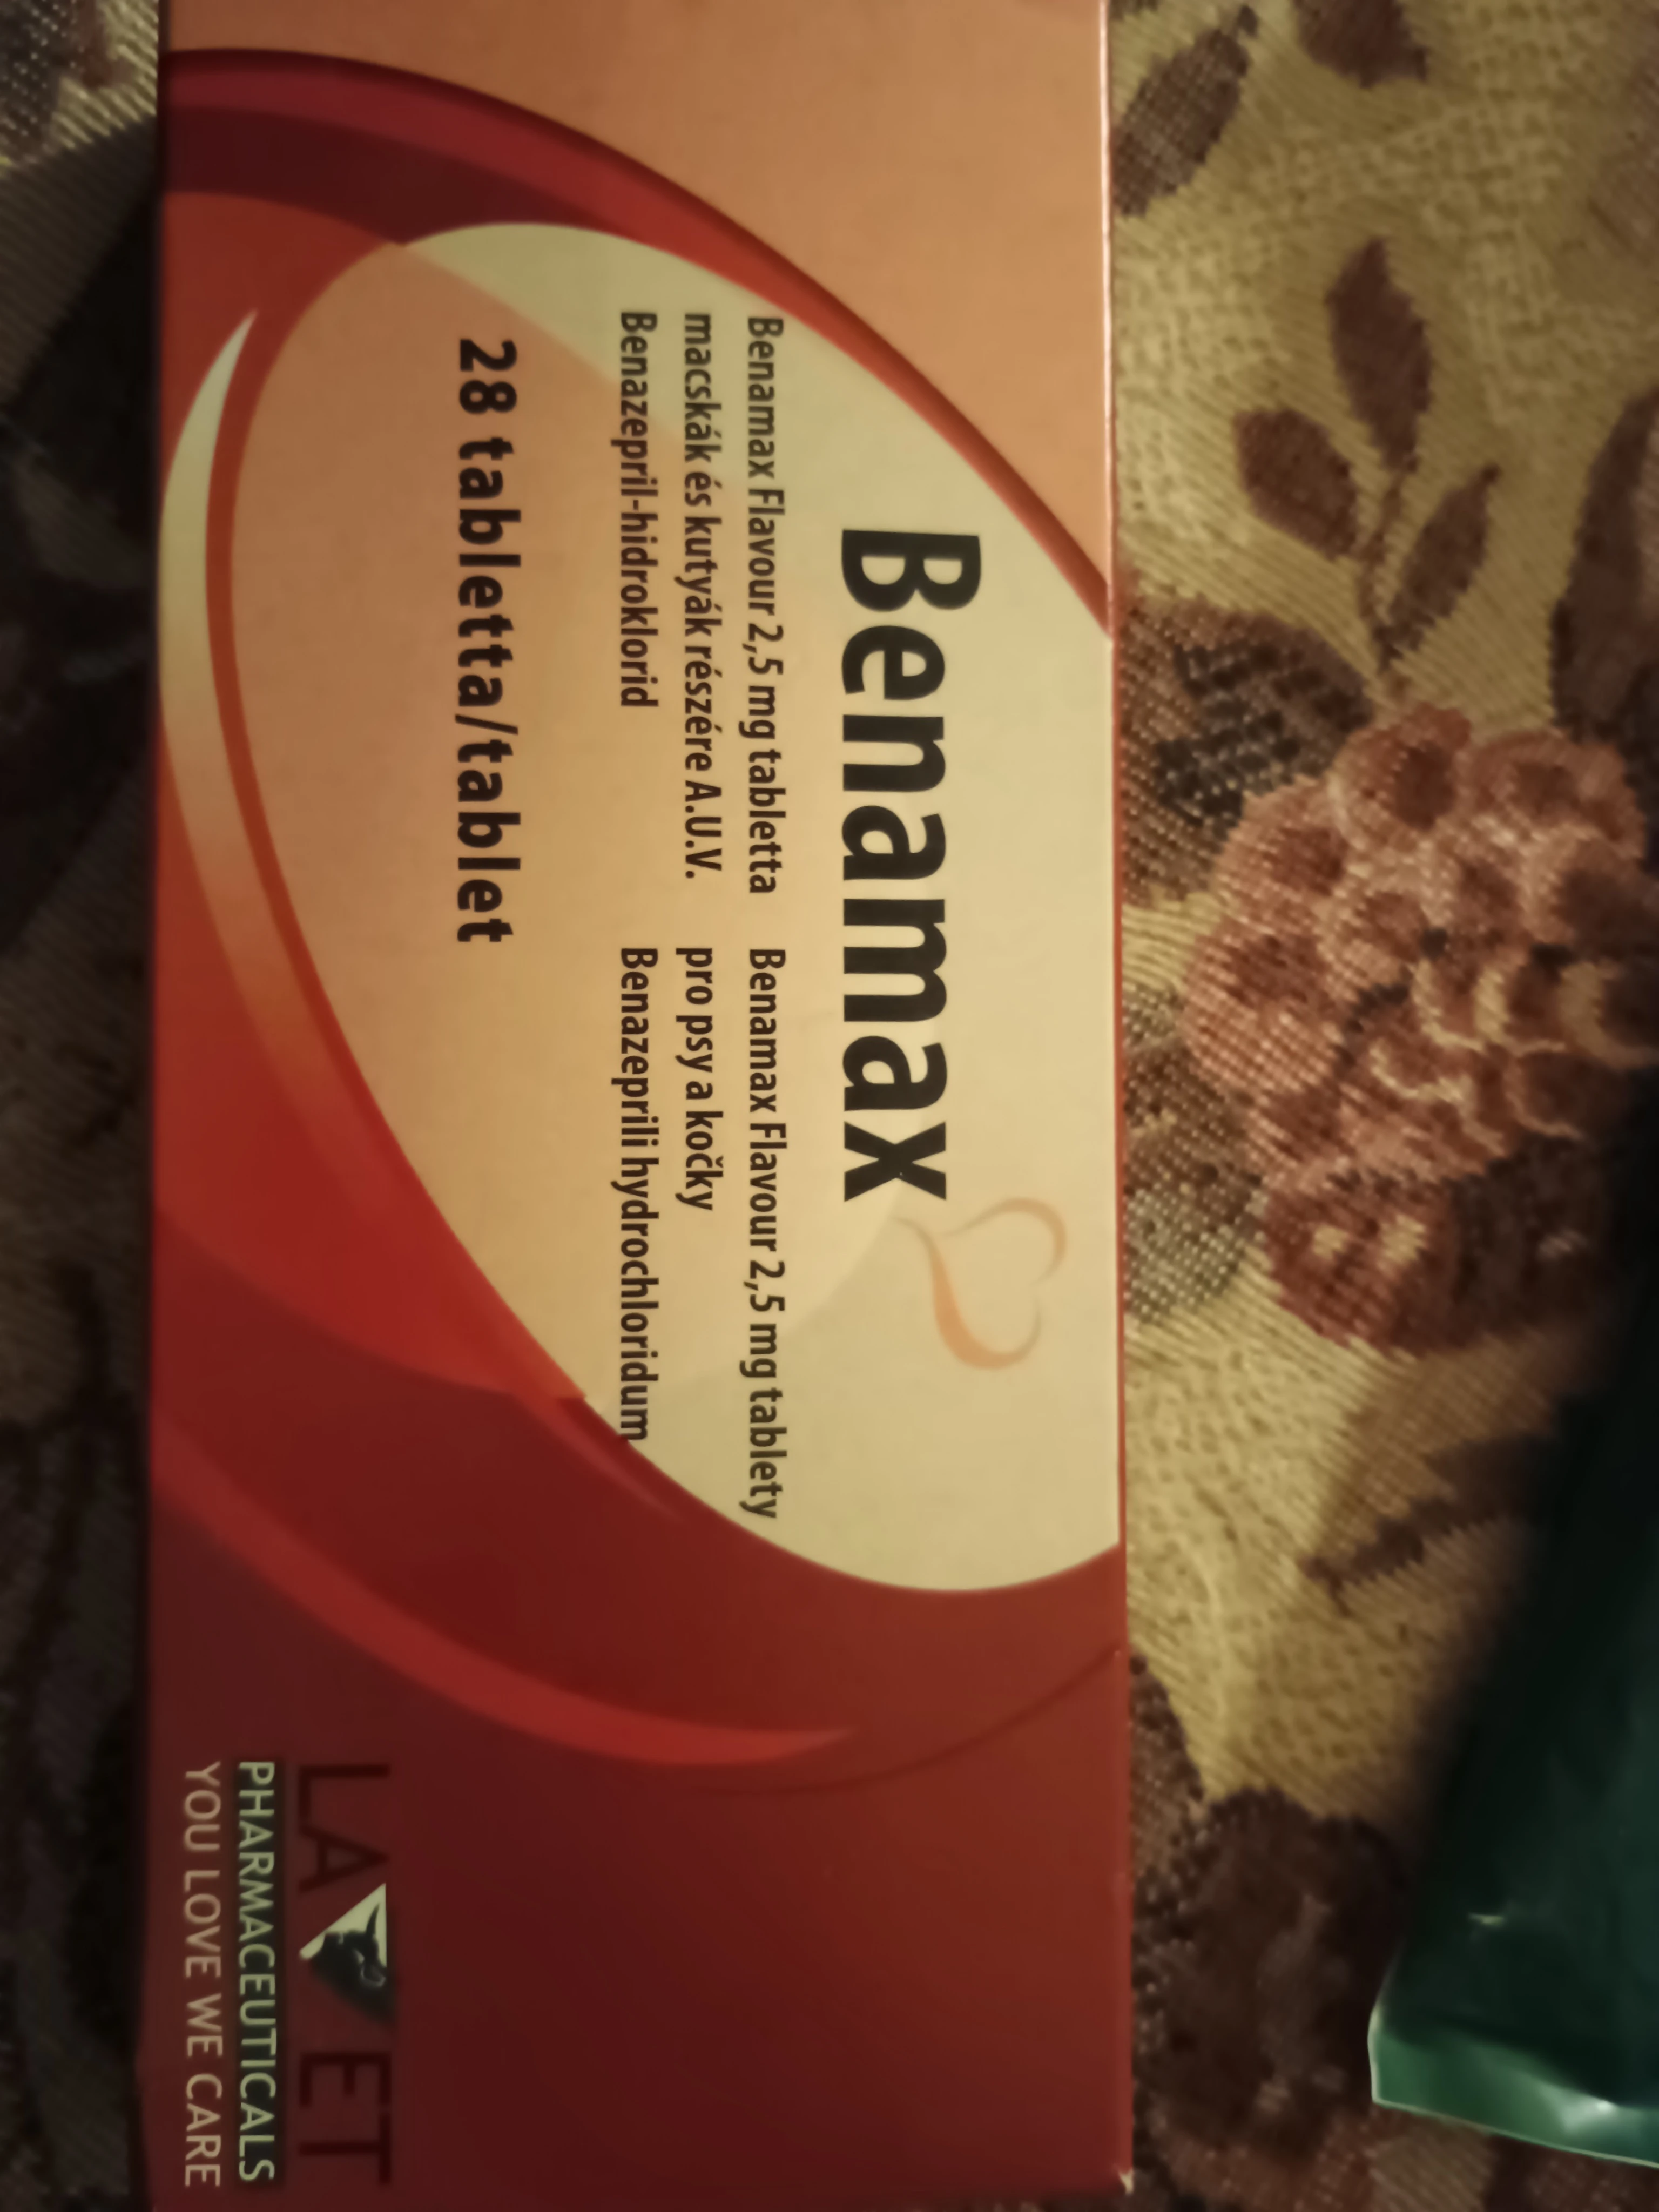 Benamax
Benamax Flavour 2,5 mg tabletta
macskák és kutyák részére A.U.V.
Benazepril-hidroklorid
Benamax Flavour 2,5 mg tablety
pro psy a kočky
Benazeprili hydrochloridum
28 tabletta/tablet
LAVET
PHARMACEUTICALS
YOU LOVE WE CARE